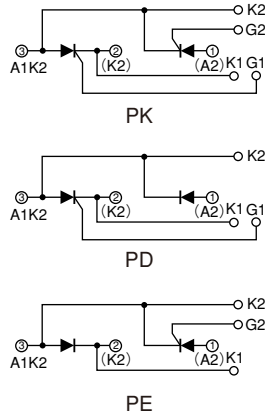 K2
G2
③ ② ①
A1K2 (K2) (A2) K1 G1
PK
K2
③ ② ①
A1K2 (K2) (A2) K1 G1
PD
K2
G2
③ ② ①
A1K2 (K2) (A2) K1
PE